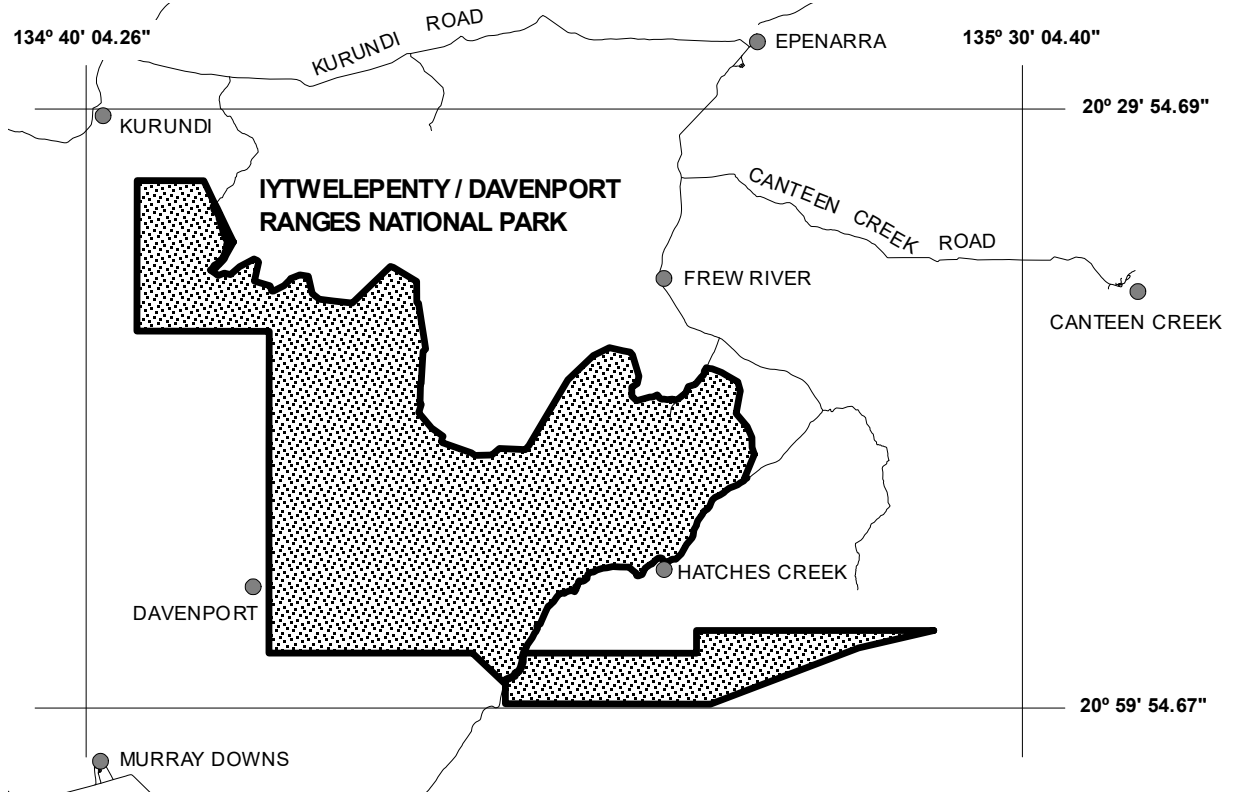 134º 40' 04.26"
KURUNDI ROAD
EPENARRA
135º 30' 04.40"
20º 29' 54.69"
KURUNDI
IYTWELEPENTY / DAVENPORT
RANGES NATIONAL PARK
CANTEEN CREEK ROAD
FREW RIVER
CANTEEN CREEK
HATCHES CREEK
DAVENPORT
20º 59' 54.67"
MURRAY DOWNS